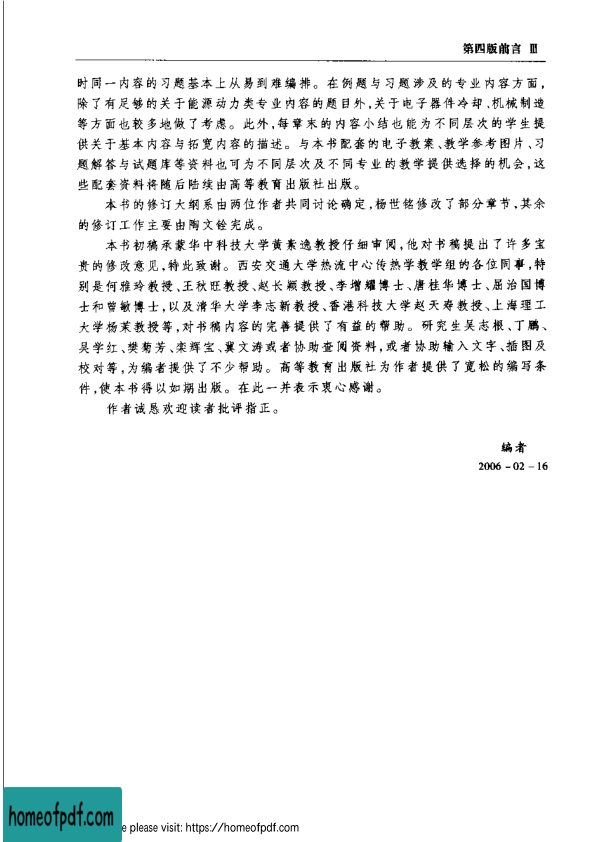 第四版前言 Ⅲ
时同一内容的习题基本上从易到难编排。在例题与习题涉及的专业内容方面,
除了有足够的关于能源动力类专业内容的题目外,关于电子器件冷却、机械制造
等方面也较多地做了考虑。此外,每章末的内容小结也能为不同层次的学生提
供关于基本内容与拓宽内容的描述。与本书配套的电子教案、教学参考图片、习
题解答与试题库等资料也可为不同层次及不同专业的教学提供选择的机会,这
些配套资料将随后陆续由高等教育出版社出版。
本书的修订大纲系由两位作者共同讨论确定,杨世铭修改了部分章节,其余
的修订工作主要由陶文铨完成。
本书初稿承蒙华中科技大学黄素逸教授仔细审阅,他对书稿提出了许多宝
贵的修改意见,特此致谢。西安交通大学热流中心传热学教学组的各位同事,特
别是何雅玲教授、王秋旺教授、赵长颖教授、李增耀博士、唐桂华博士、屈治国博
士和曾敏博士,以及清华大学李志新教授、香港科技大学赵天寿教授、上海理工
大学杨茉教授等,对书稿内容的完善提供了有益的帮助。研究生吴志根、丁鹏、
吴学红、樊菊芳、栾辉宝、冀文涛或者协助查阅资料,或者协助输入文字、插图及
校对等,为编者提供了不少帮助。高等教育出版社为作者提供了宽松的编写条
件,使本书得以如期出版。在此一并表示衷心感谢。
作者诚恳欢迎读者批评指正。
编者
2006-02-16
homeofpdf.com
e please visit: https://homeofpdf.com